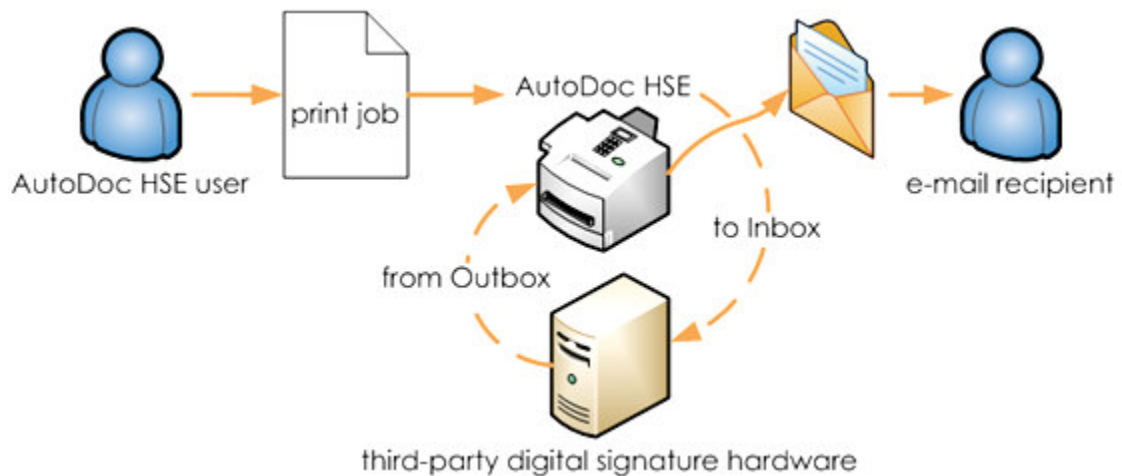 print job
AutoDoc HSE
AutoDoc HSE user
e-mail recipient
to Inbox
from Outbox
third-party digital signature hardware